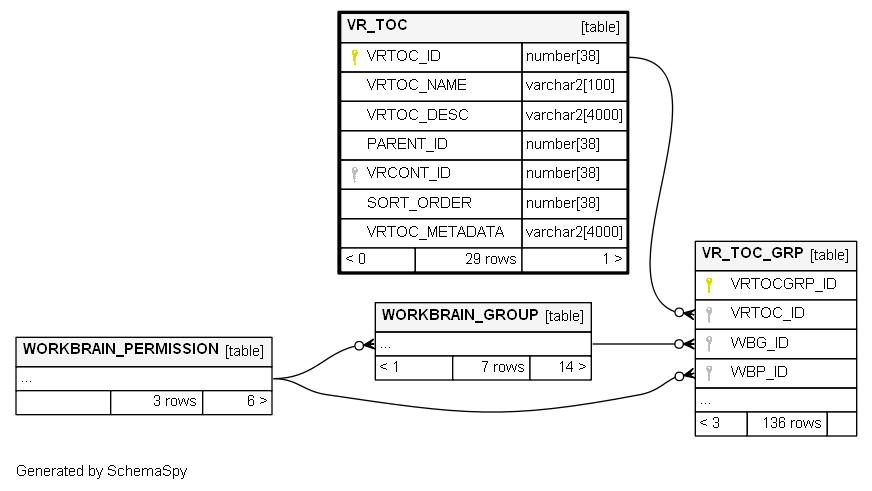 VR_TOC [table]
VRTOC_ID number[38]
VRTOC_NAME varchar2[100]
VRTOC_DESC varchar2[4000]
PARENT_ID number[38]
VRCONT_ID number[38]
SORT_ORDER number[38]
VRTOC_METADATA varchar2[4000]
< 0 29 rows 1 >
VR_TOC_GRP [table]
VRTOCGRP_ID
VRTOC_ID
WBG_ID
WBP_ID
...
< 3 136 rows
WORKBRAIN_GROUP [table]
...
< 1 7 rows 14 >
WORKBRAIN_PERMISSION [table]
...
3 rows 6 >
Generated by SchemaSpy